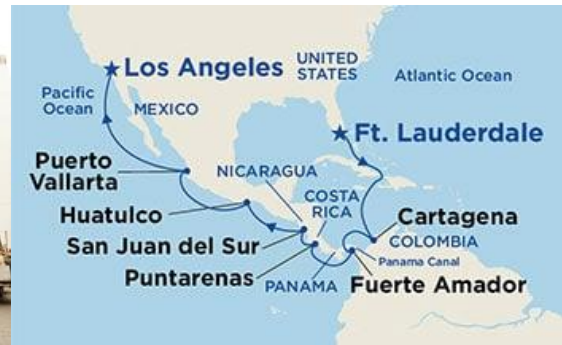 Los Angeles
UNITED
STATES
Atlantic Ocean
Pacific
Ocean
MEXICO
Ft. Lauderdale
Puerto
Vallarta
NICARAGUA
COSTA
RICA
Huatulco
Cartagena
San Juan del Sur
COLOMBIA
Panama Canal
Puntarenas
PANAMA
Fuerte Amador